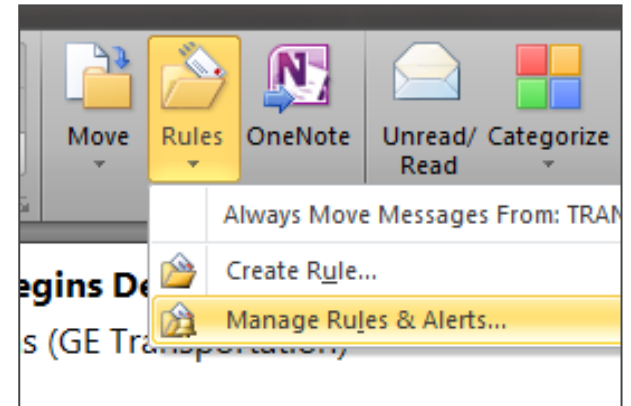 Move Rules OneNote Unread/ Categorize
Read
Always Move Messages From: TRAN
Create Rule...
egins De
Manage Rules & Alerts...
s (GE Transportation)